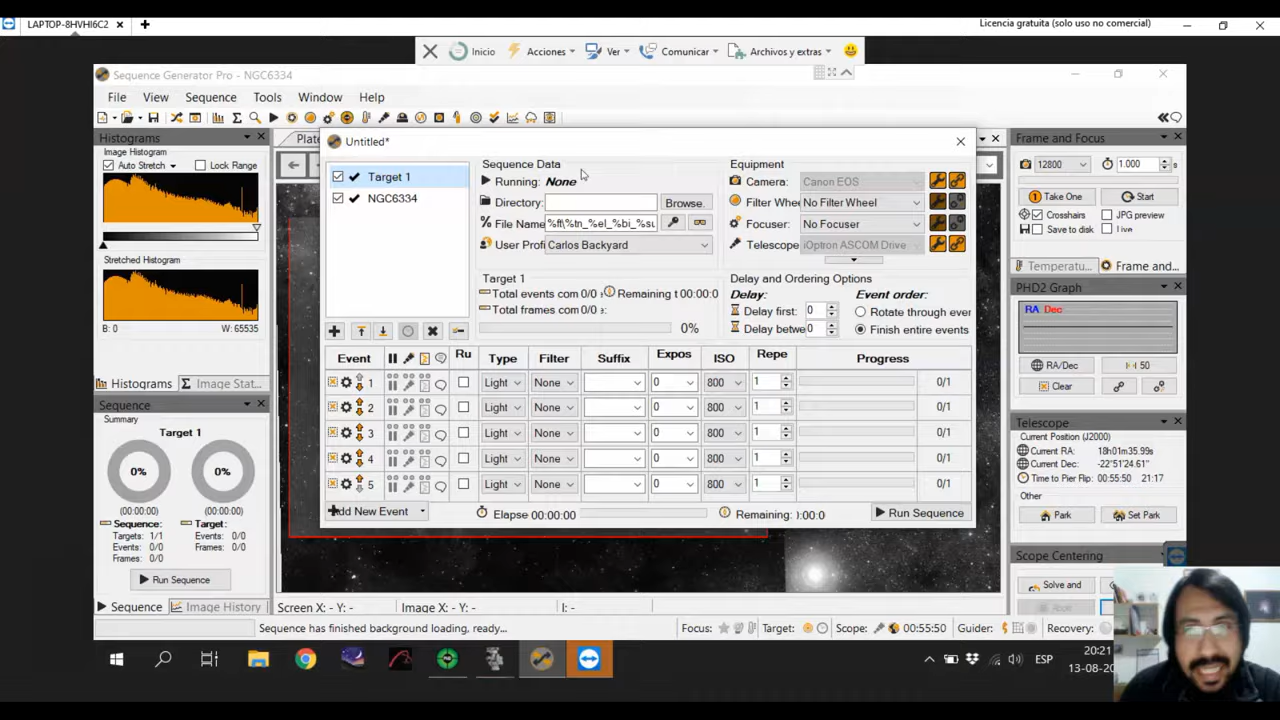 LAPTOP-8HVHI6C2
Licencia gratuita (solo uso no comercial)
Inicio Acciones Ver Comunicar Archivos y extras
Sequence Generator Pro - NGC6334
File View Sequence Tools Window Help
Histograms
Image Histogram
Auto Stretch Lock Range
Stretched Histogram
B: 0 W: 65535
Histograms Image Stat...
Sequence
Summary
Target 1
0% 0%
(00:00:00) (00:00:00)
Sequence: Target:
Targets: 1/1 Events: 0/0
Events: 0/0 Frames: 0/0
Frames: 0/0
Run Sequence
Sequence Image History
Plate
Untitled*
Target 1
NGC6334
Sequence Data
Running: None
Directory: Browse.
File Name %ft\%tn_%el_%bi_%su
User Profi Carlos Backyard
Equipment
Camera: Canon EOS
Filter Whee No Filter Wheel
Focuser: No Focuser
Telescope iOptron ASCOM Drive
Target 1
Total events com 0/0 Remaining t 00:00:0
Total frames com 0/0
0%
Delay and Ordering Options
Delay: Event order:
Delay first: 0 Rotate through ever
Delay betwe 0 Finish entire events
Event Ru Type Filter Suffix Expos ISO Repe Progress
1 Light None 0 800 1 0/1
2 Light None 0 800 1 0/1
3 Light None 0 800 1 0/1
4 Light None 0 800 1 0/1
5 Light None 0 800 1 0/1
Add New Event Elapse 00:00:00 Remaining: ):00:0 Run Sequence
Screen X: - Y: - Image X: - Y: - I: -
Sequence has finished background loading, ready...
Focus: Target: Scope: 00:55:50 Guider: Recovery:
Frame and Focus
12800 1.000 s
Take One Start
Crosshairs JPG preview
Save to disk Live
Temperatu... Frame and...
PHD2 Graph
RA Dec
RA/Dec 50
Clear
Telescope
Current Position (J2000)
Current RA: 18h01m35.99s
Current Dec: -22°51'24.61"
Time to Pier Flip: 00:55:50 21:17
Other
Park Set Park
Scope Centering
Solve and
ESP
20:21
13-08-20